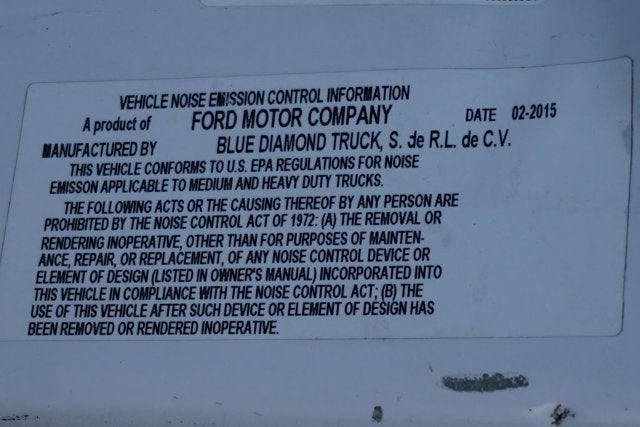 VEHICLE NOISE EMISSION CONTROL INFORMATION
A product of FORD MOTOR COMPANY DATE 02-2015
MANUFACTURED BY BLUE DIAMOND TRUCK, S. de R.L. de C.V.
THIS VEHICLE CONFORMS TO U.S. EPA REGULATIONS FOR NOISE
EMISSON APPLICABLE TO MEDIUM AND HEAVY DUTY TRUCKS.
THE FOLLOWING ACTS OR THE CAUSING THEREOF BY ANY PERSON ARE
PROHIBITED BY THE NOISE CONTROL ACT OF 1972: (A) THE REMOVAL OR
RENDERING INOPERATIVE, OTHER THAN FOR PURPOSES OF MAINTEN-
ANCE, REPAIR, OR REPLACEMENT, OF ANY NOISE CONTROL DEVICE OR
ELEMENT OF DESIGN (LISTED IN OWNER'S MANUAL) INCORPORATED INTO
THIS VEHICLE IN COMPLIANCE WITH THE NOISE CONTROL ACT; (B) THE
USE OF THIS VEHICLE AFTER SUCH DEVICE OR ELEMENT OF DESIGN HAS
BEEN REMOVED OR RENDERED INOPERATIVE.